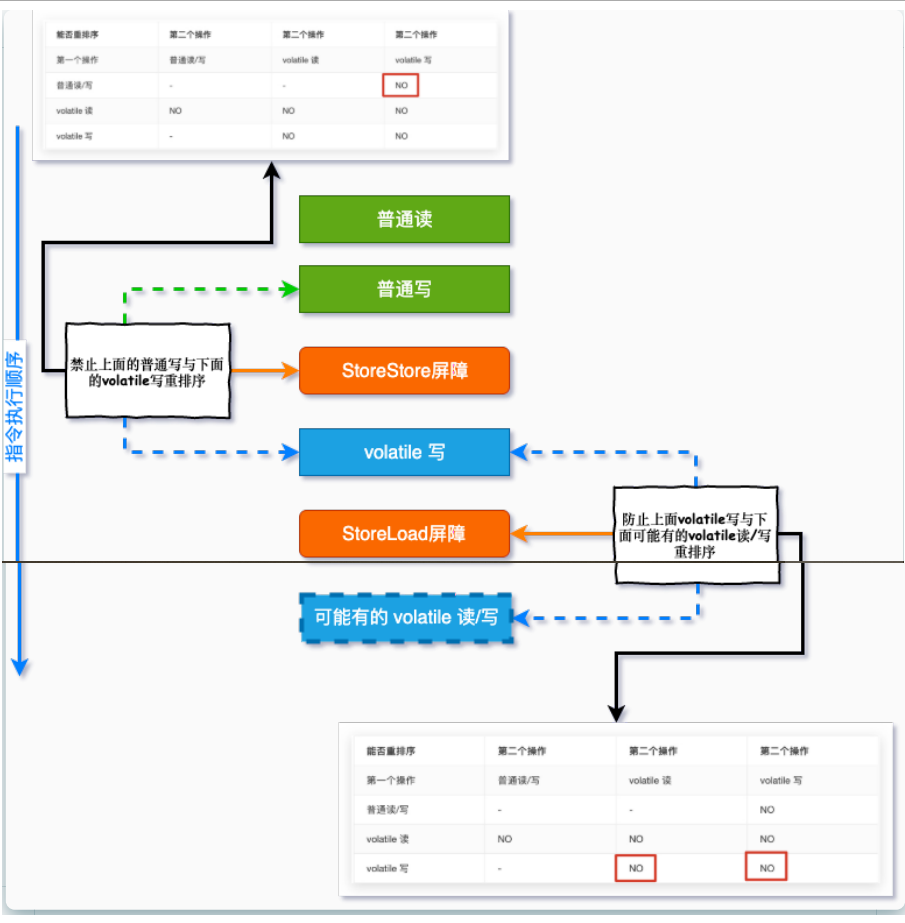 能否重排序 第二个操作 第二个操作 第二个操作
第一个操作 普通读/写 volatile 读 volatile 写
普通读/写 - - NO
volatile 读 NO NO NO
volatile 写 - NO NO
普通读
普通写
禁止上面的普通写与下面
的volatile写重排序
StoreStore屏障
指令执行顺序
volatile 写
防止上面volatile写与下
面可能有的volatile读/写
重排序
StoreLoad屏障
可能有的 volatile 读/写
能否重排序 第二个操作 第二个操作 第二个操作
第一个操作 普通读/写 volatile 读 volatile 写
普通读/写 - - NO
volatile 读 NO NO NO
volatile 写 - NO NO